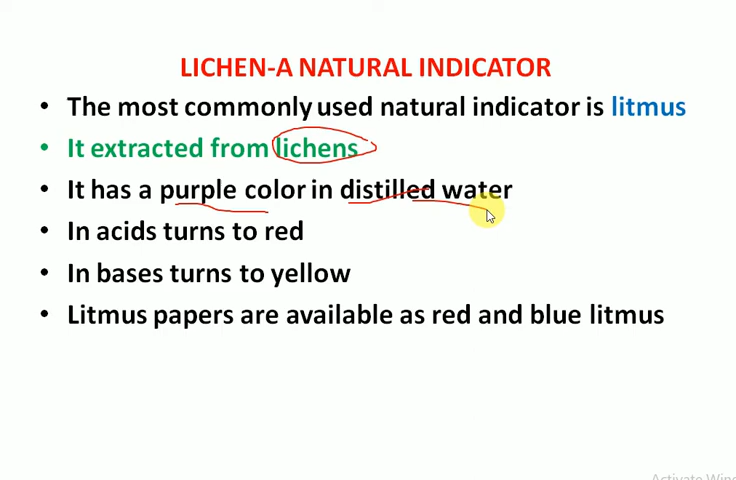 LICHEN-A NATURAL INDICATOR
• The most commonly used natural indicator is litmus
• It extracted from lichens
• It has a purple color in distilled water
• In acids turns to red
• In bases turns to yellow
• Litmus papers are available as red and blue litmus